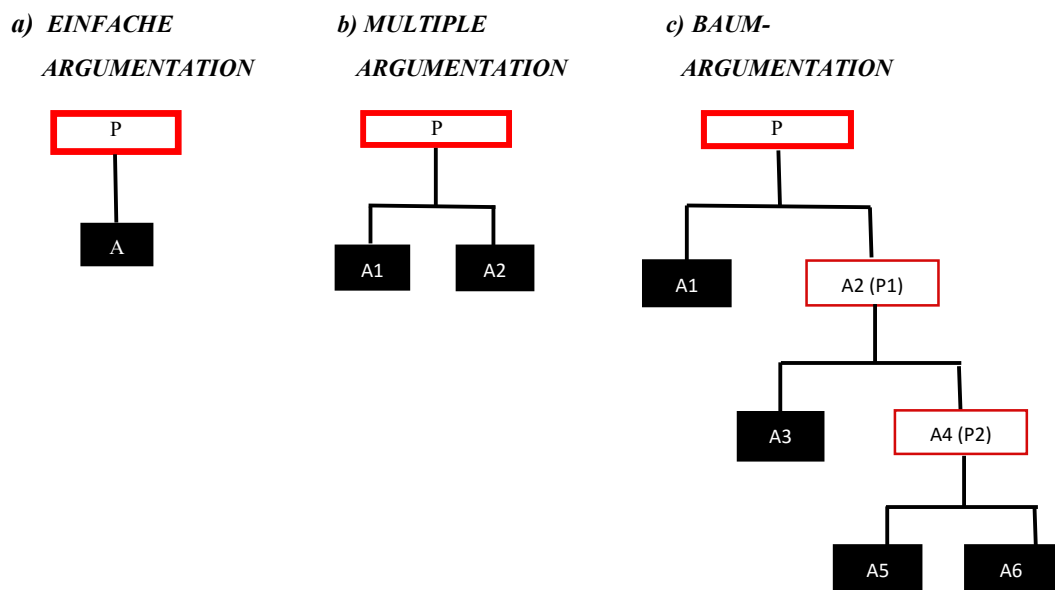 a) EINFACHE
ARGUMENTATION
b) MULTIPLE
ARGUMENTATION
c) BAUM-
ARGUMENTATION
P
A
P
A1
A2
P
A1
A2 (P1)
A3
A4 (P2)
A5
A6